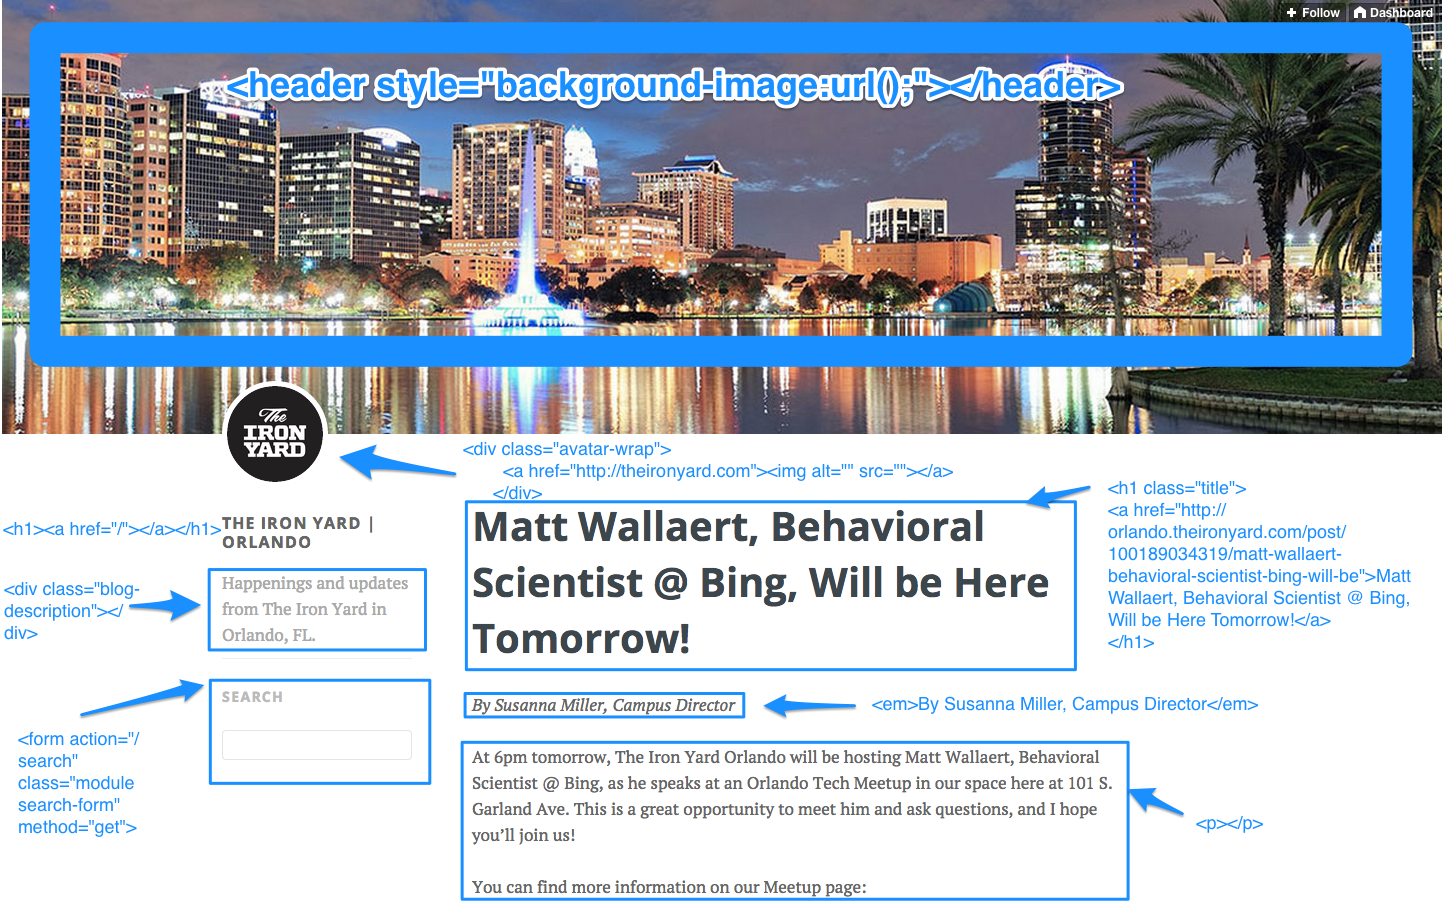 Follow
Dashboard
<header style="background-image:url();"></header>
The
IRON
YARD
<div class="avatar-wrap">
<a href="http://theironyard.com"><img alt="" src=""></a>
</div>
<h1><a href="/"></a></h1>
THE IRON YARD |
ORLANDO
<div class="blog-
description"></
div>
Happenings and updates
from The Iron Yard in
Orlando, FL.
SEARCH
<form action="/
search"
class="module
search-form"
method="get">
Matt Wallaert, Behavioral
Scientist @ Bing, Will be Here
Tomorrow!
<h1 class="title">
<a href="http://
orlando.theironyard.com/post/
100189034319/matt-wallaert-
behavioral-scientist-bing-will-be">Matt
Wallaert, Behavioral Scientist @ Bing,
Will be Here Tomorrow!</a>
</h1>
By Susanna Miller, Campus Director
<em>By Susanna Miller, Campus Director</em>
At 6pm tomorrow, The Iron Yard Orlando will be hosting Matt Wallaert, Behavioral
Scientist @ Bing, as he speaks at an Orlando Tech Meetup in our space here at 101 S.
Garland Ave. This is a great opportunity to meet him and ask questions, and I hope
you’ll join us!
You can find more information on our Meetup page:
<p></p>